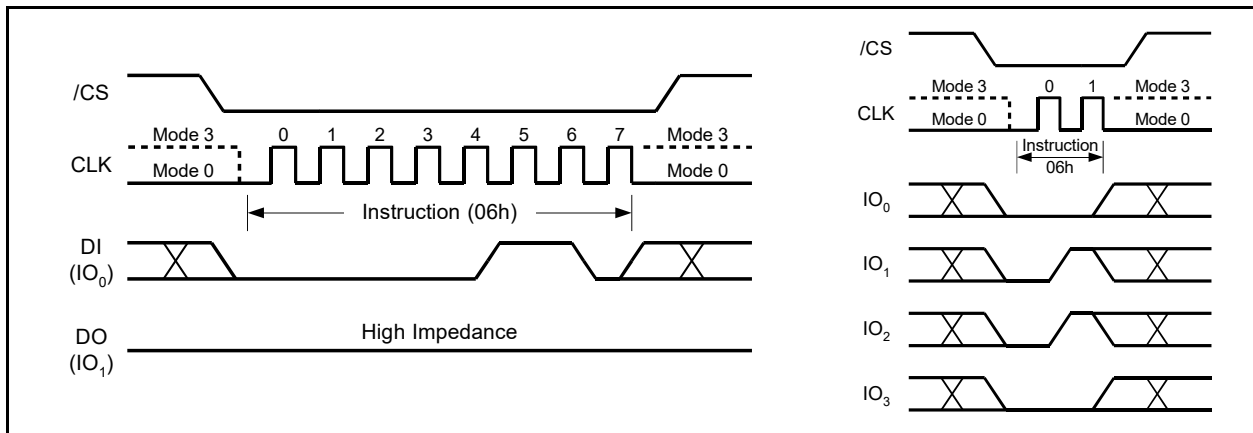 /CS
Mode 3 0 1 2 3 4 5 6 7 Mode 3
CLK
Mode 0 Mode 0
Instruction (06h)
DI
(IO0)
High Impedance
DO
(IO1)
/CS
Mode 3 0 1 Mode 3
CLK
Mode 0 Mode 0
Instruction
06h
IO0
IO1
IO2
IO3